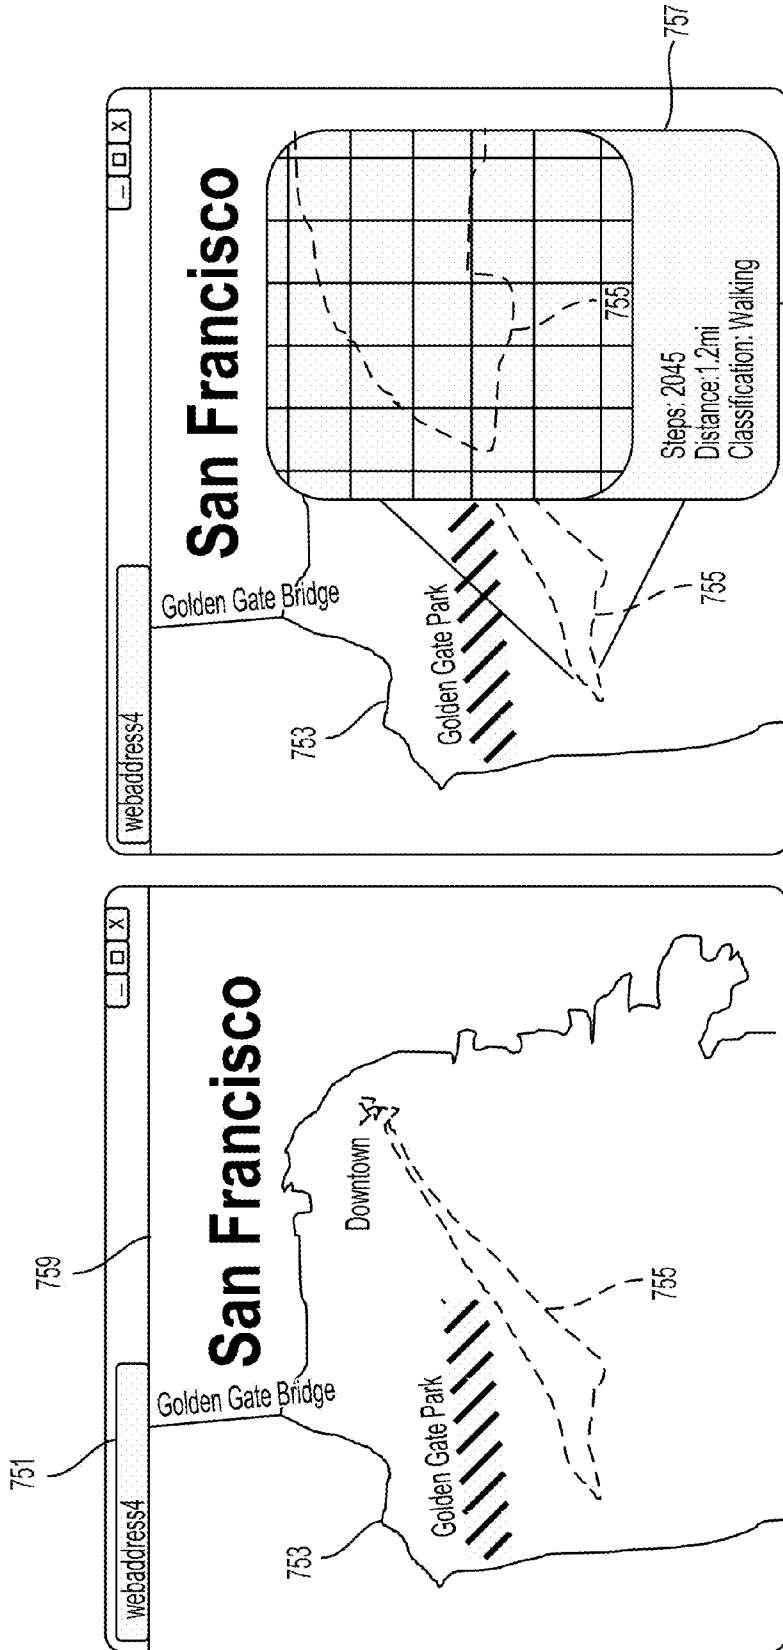 751
759
webaddress4
_ □ X
San Francisco
Golden Gate Bridge
753
Downtown
Golden Gate Park
755
webaddress4
_ □ X
San Francisco
Golden Gate Bridge
753
Golden Gate Park
755
755
Steps: 2045
Distance:1.2mi
Classification: Walking
757